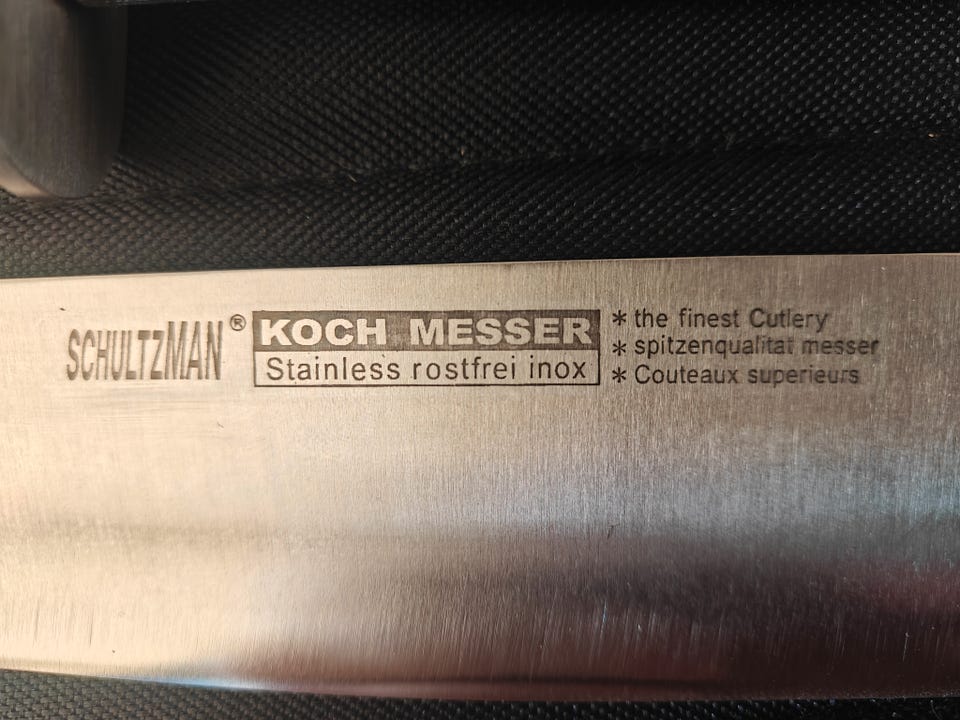 SCHULTZMAN®
KOCH MESSER
Stainless rostfrei inox
* the finest Cutlery
* spitzenqualitat messer
* Couteaux superieurs